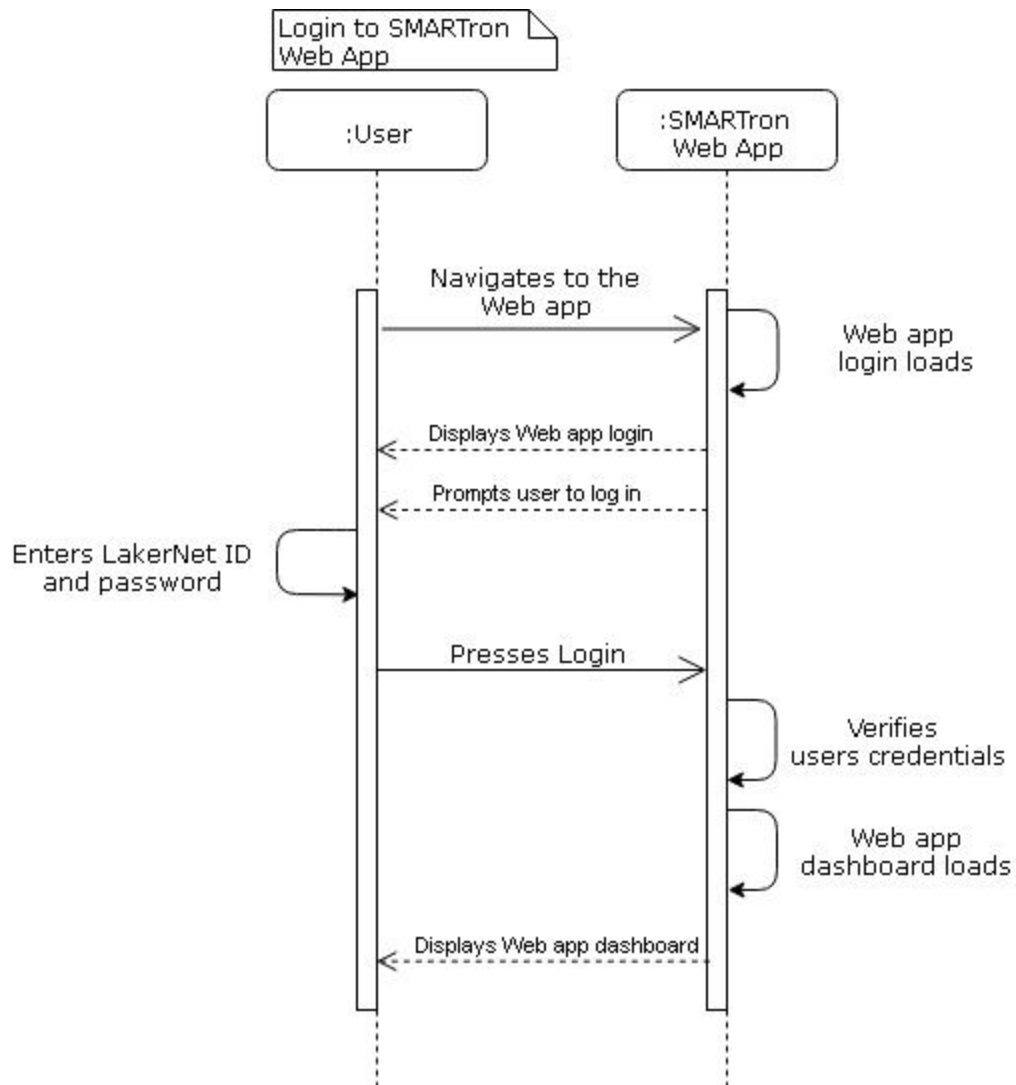 Login to SMARTron
Web App
:User
:SMARTron
Web App
Navigates to the
Web app
Web app
login loads
Displays Web app login
Prompts user to log in
Enters LakerNet ID
and password
Presses Login
Verifies
users credentials
Web app
dashboard loads
Displays Web app dashboard